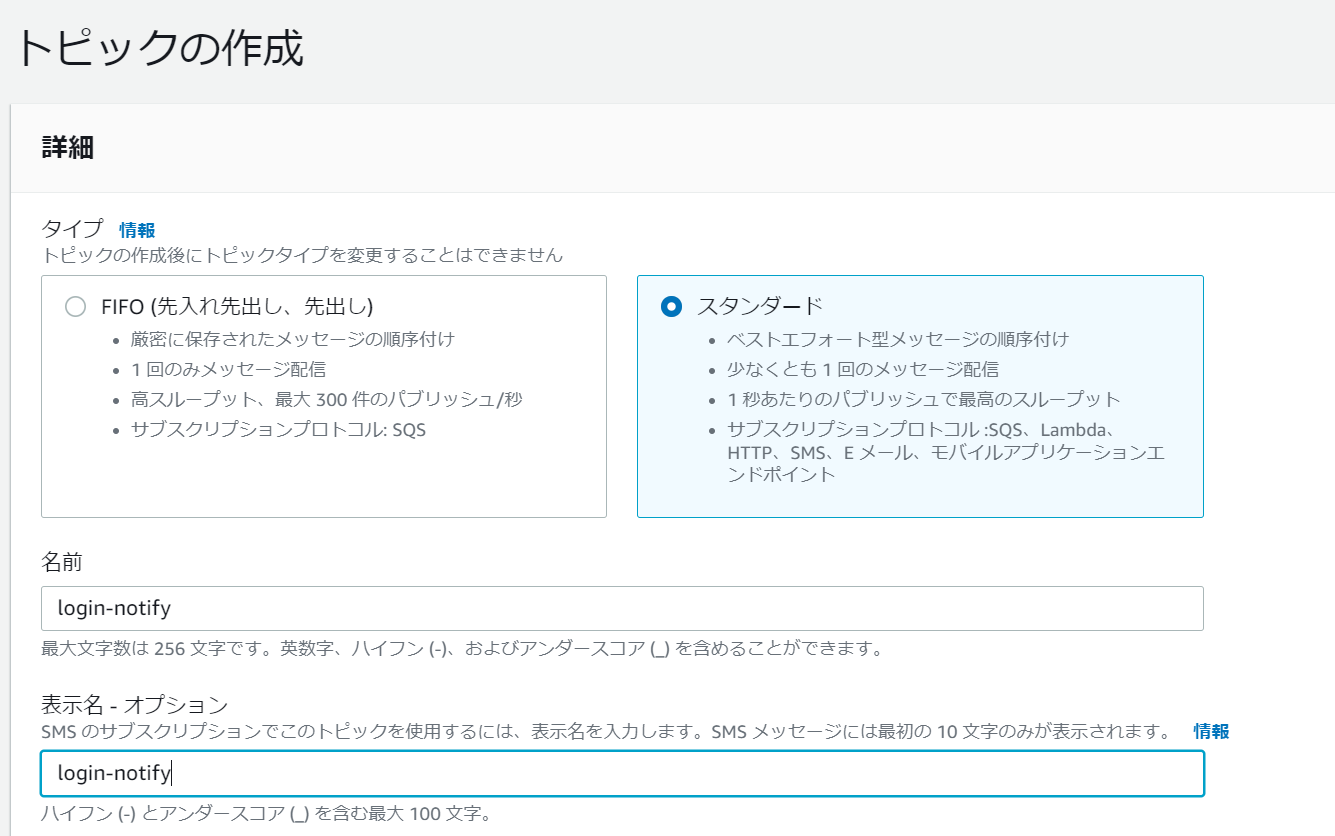 トピックの作成
詳細
タイプ 情報
トピックの作成後にトピックタイプを変更することはできません
FIFO (先入れ先出し、先出し)
• 厳密に保存されたメッセージの順序付け
• 1 回のみメッセージ配信
• 高スループット、最大 300 件のパブリッシュ/秒
• サブスクリプションプロトコル: SQS
スタンダード
• ベストエフォート型メッセージの順序付け
• 少なくとも 1 回のメッセージ配信
• 1 秒あたりのパブリッシュで最高のスループット
• サブスクリプションプロトコル :SQS、Lambda、
HTTP、SMS、E メール、モバイルアプリケーションエ
ンドポイント
名前
login-notify
最大文字数は 256 文字です。英数字、ハイフン (-)、およびアンダースコア (_) を含めることができます。
表示名 - オプション
SMS のサブスクリプションでこのトピックを使用するには、表示名を入力します。SMS メッセージには最初の 10 文字のみが表示されます。 情報
login-notify
ハイフン (-) とアンダースコア (_) を含む最大 100 文字。